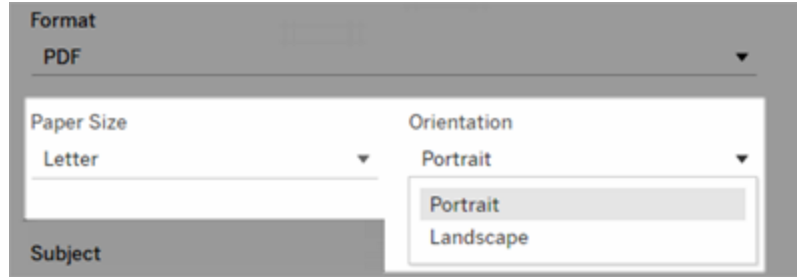 Format
PDF
Paper Size
Orientation
Letter
Portrait
Portrait
Landscape
Subject